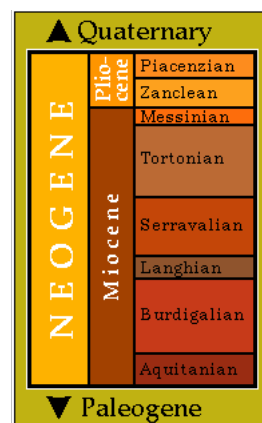 ▲ Quaternary
NEOGENE
Plio-
cene
Piacenzian
Zanclean
Miocene
Messinian
Tortonian
Serravalian
Langhian
Burdigalian
Aquitanian
▼ Paleogene